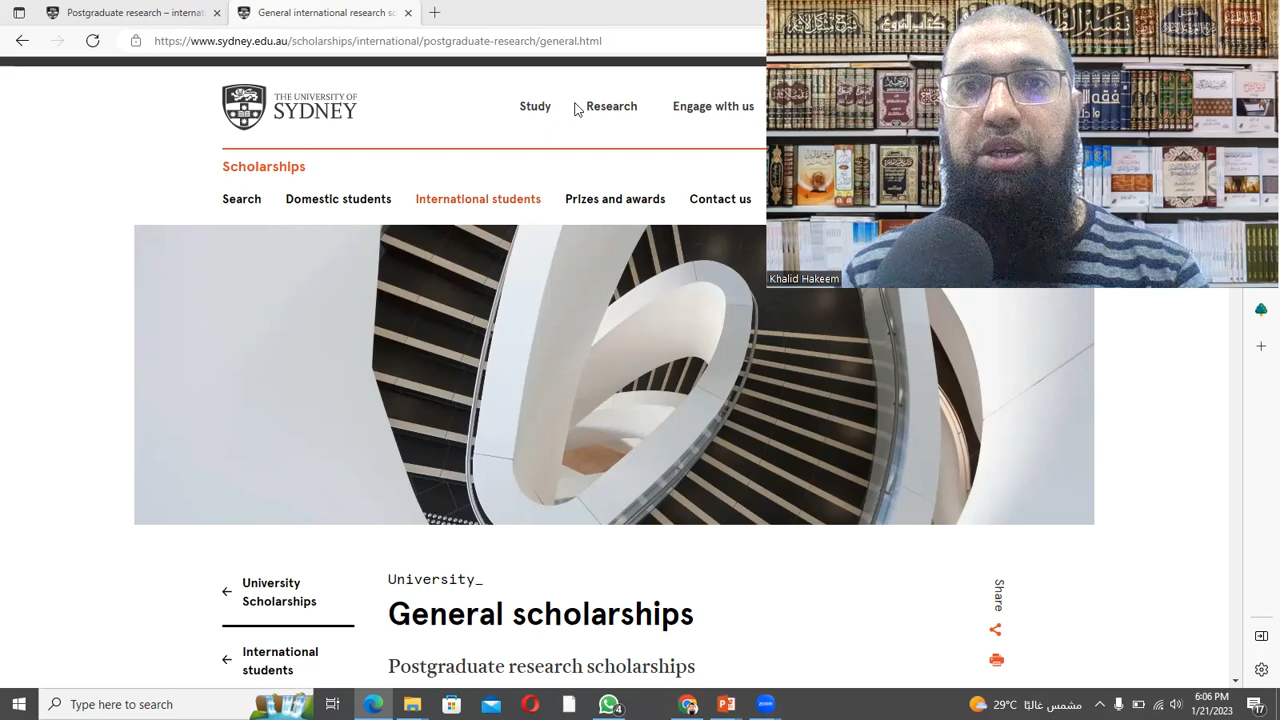 Postgraduate research – internat
General international research sc
https://www.sydney.edu.au/scholarships/international/postgraduate-research/general.html
THE UNIVERSITY OF
SYDNEY
Study
Research
Engage with us
Scholarships
Search
Domestic students
International students
Prizes and awards
Contact us
Khalid Hakeem
University
Scholarships
International
students
University_
General scholarships
Postgraduate research scholarships
Share
Type here to search
4
29°C مشمس غالبًا
6:06 PM
1/21/2023
17
zoom